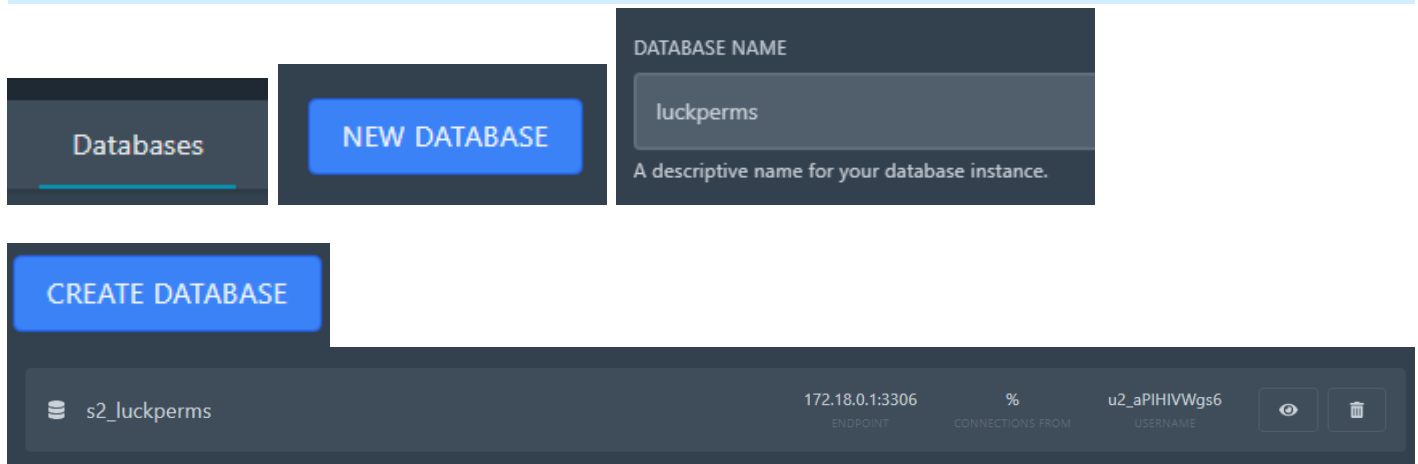 Databases
NEW DATABASE
DATABASE NAME
luckperms
A descriptive name for your database instance.
CREATE DATABASE
s2_luckperms
172.18.0.1:3306
ENDPOINT
%
CONNECTIONS FROM
u2_aPIHIVWgs6
USERNAME